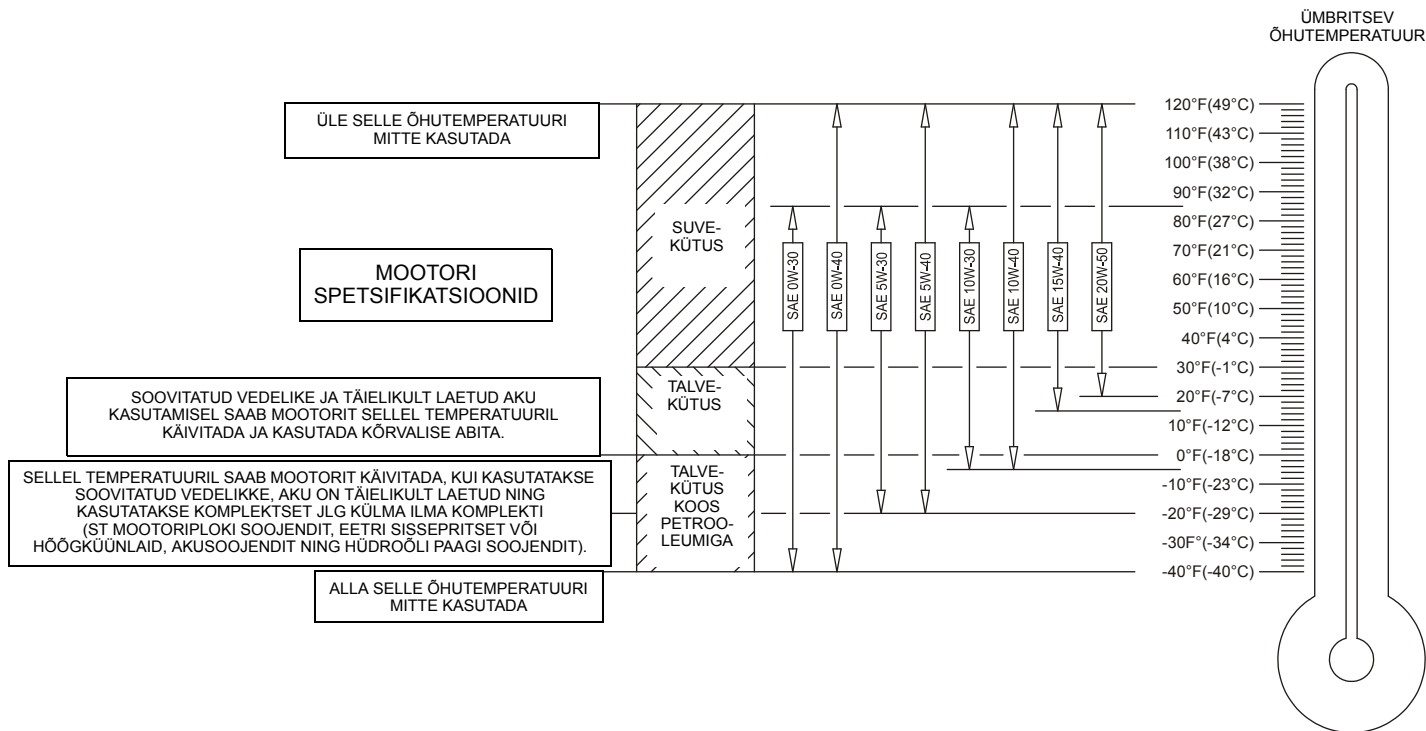 ÜMBRITSEV
ÕHUTEMPERATUUR
ÜLE SELLE ÕHUTEMPERATUURI
MITTE KASUTADA
MOOTORI
SPETSIFIKATSIOONID
SOOVITATUD VEDELIKE JA TÄIELIKULT LAETUD AKU
KASUTAMISEL SAAB MOOTORIT SELLEL TEMPERATUURIL
KÄIVITADA JA KASUTADA KÕRVALISE ABITA.
SELLEL TEMPERATUURIL SAAB MOOTORIT KÄIVITADA, KUI KASUTATAKSE
SOOVITATUD VEDELIKKE, AKU ON TÄIELIKULT LAETUD NING
KASUTATAKSE KOMPLEKTSET JLG KÜLMA ILMA KOMPLEKTI
(ST MOOTORIPLOKI SOOJENDIT, EETRI SISSEPRITSET VÕI
HÕÕGKÜÜNLAID, AKUSOOJENDIT NING HÜDROÕLI PAAGI SOOJENDIT).
ALLA SELLE ÕHUTEMPERATUURI
MITTE KASUTADA
SUVE-
KÜTUS
TALVE-
KÜTUS
TALVE-
KÜTUS
KOOS
PETROO-
LEUMIGA
SAE 0W-30
SAE 0W-40
SAE 5W-30
SAE 5W-40
SAE 10W-30
SAE 10W-40
SAE 15W-40
SAE 20W-50
120°F(49°C)
110°F(43°C)
100°F(38°C)
90°F(32°C)
80°F(27°C)
70°F(21°C)
60°F(16°C)
50°F(10°C)
40°F(4°C)
30°F(-1°C)
20°F(-7°C)
10°F(-12°C)
0°F(-18°C)
-10°F(-23°C)
-20°F(-29°C)
-30F°(-34°C)
-40°F(-40°C)